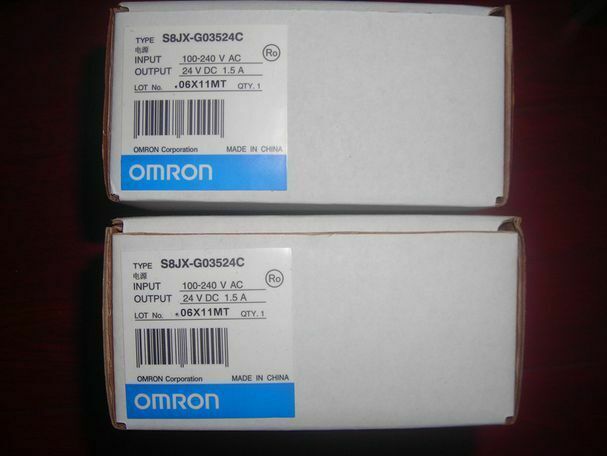 TYPE S8JX-G03524C
电源
Ro
INPUT 100-240 V AC
OUTPUT 24 V DC 1.5 A
LOT No. .06X11MT QTY. 1
OMRON Corporation MADE IN CHINA
OMRON
TYPE S8JX-G03524C
电源
Ro
INPUT 100-240 V AC
OUTPUT 24 V DC 1.5 A
LOT No. .06X11MT QTY. 1
OMRON Corporation MADE IN CHINA
OMRON